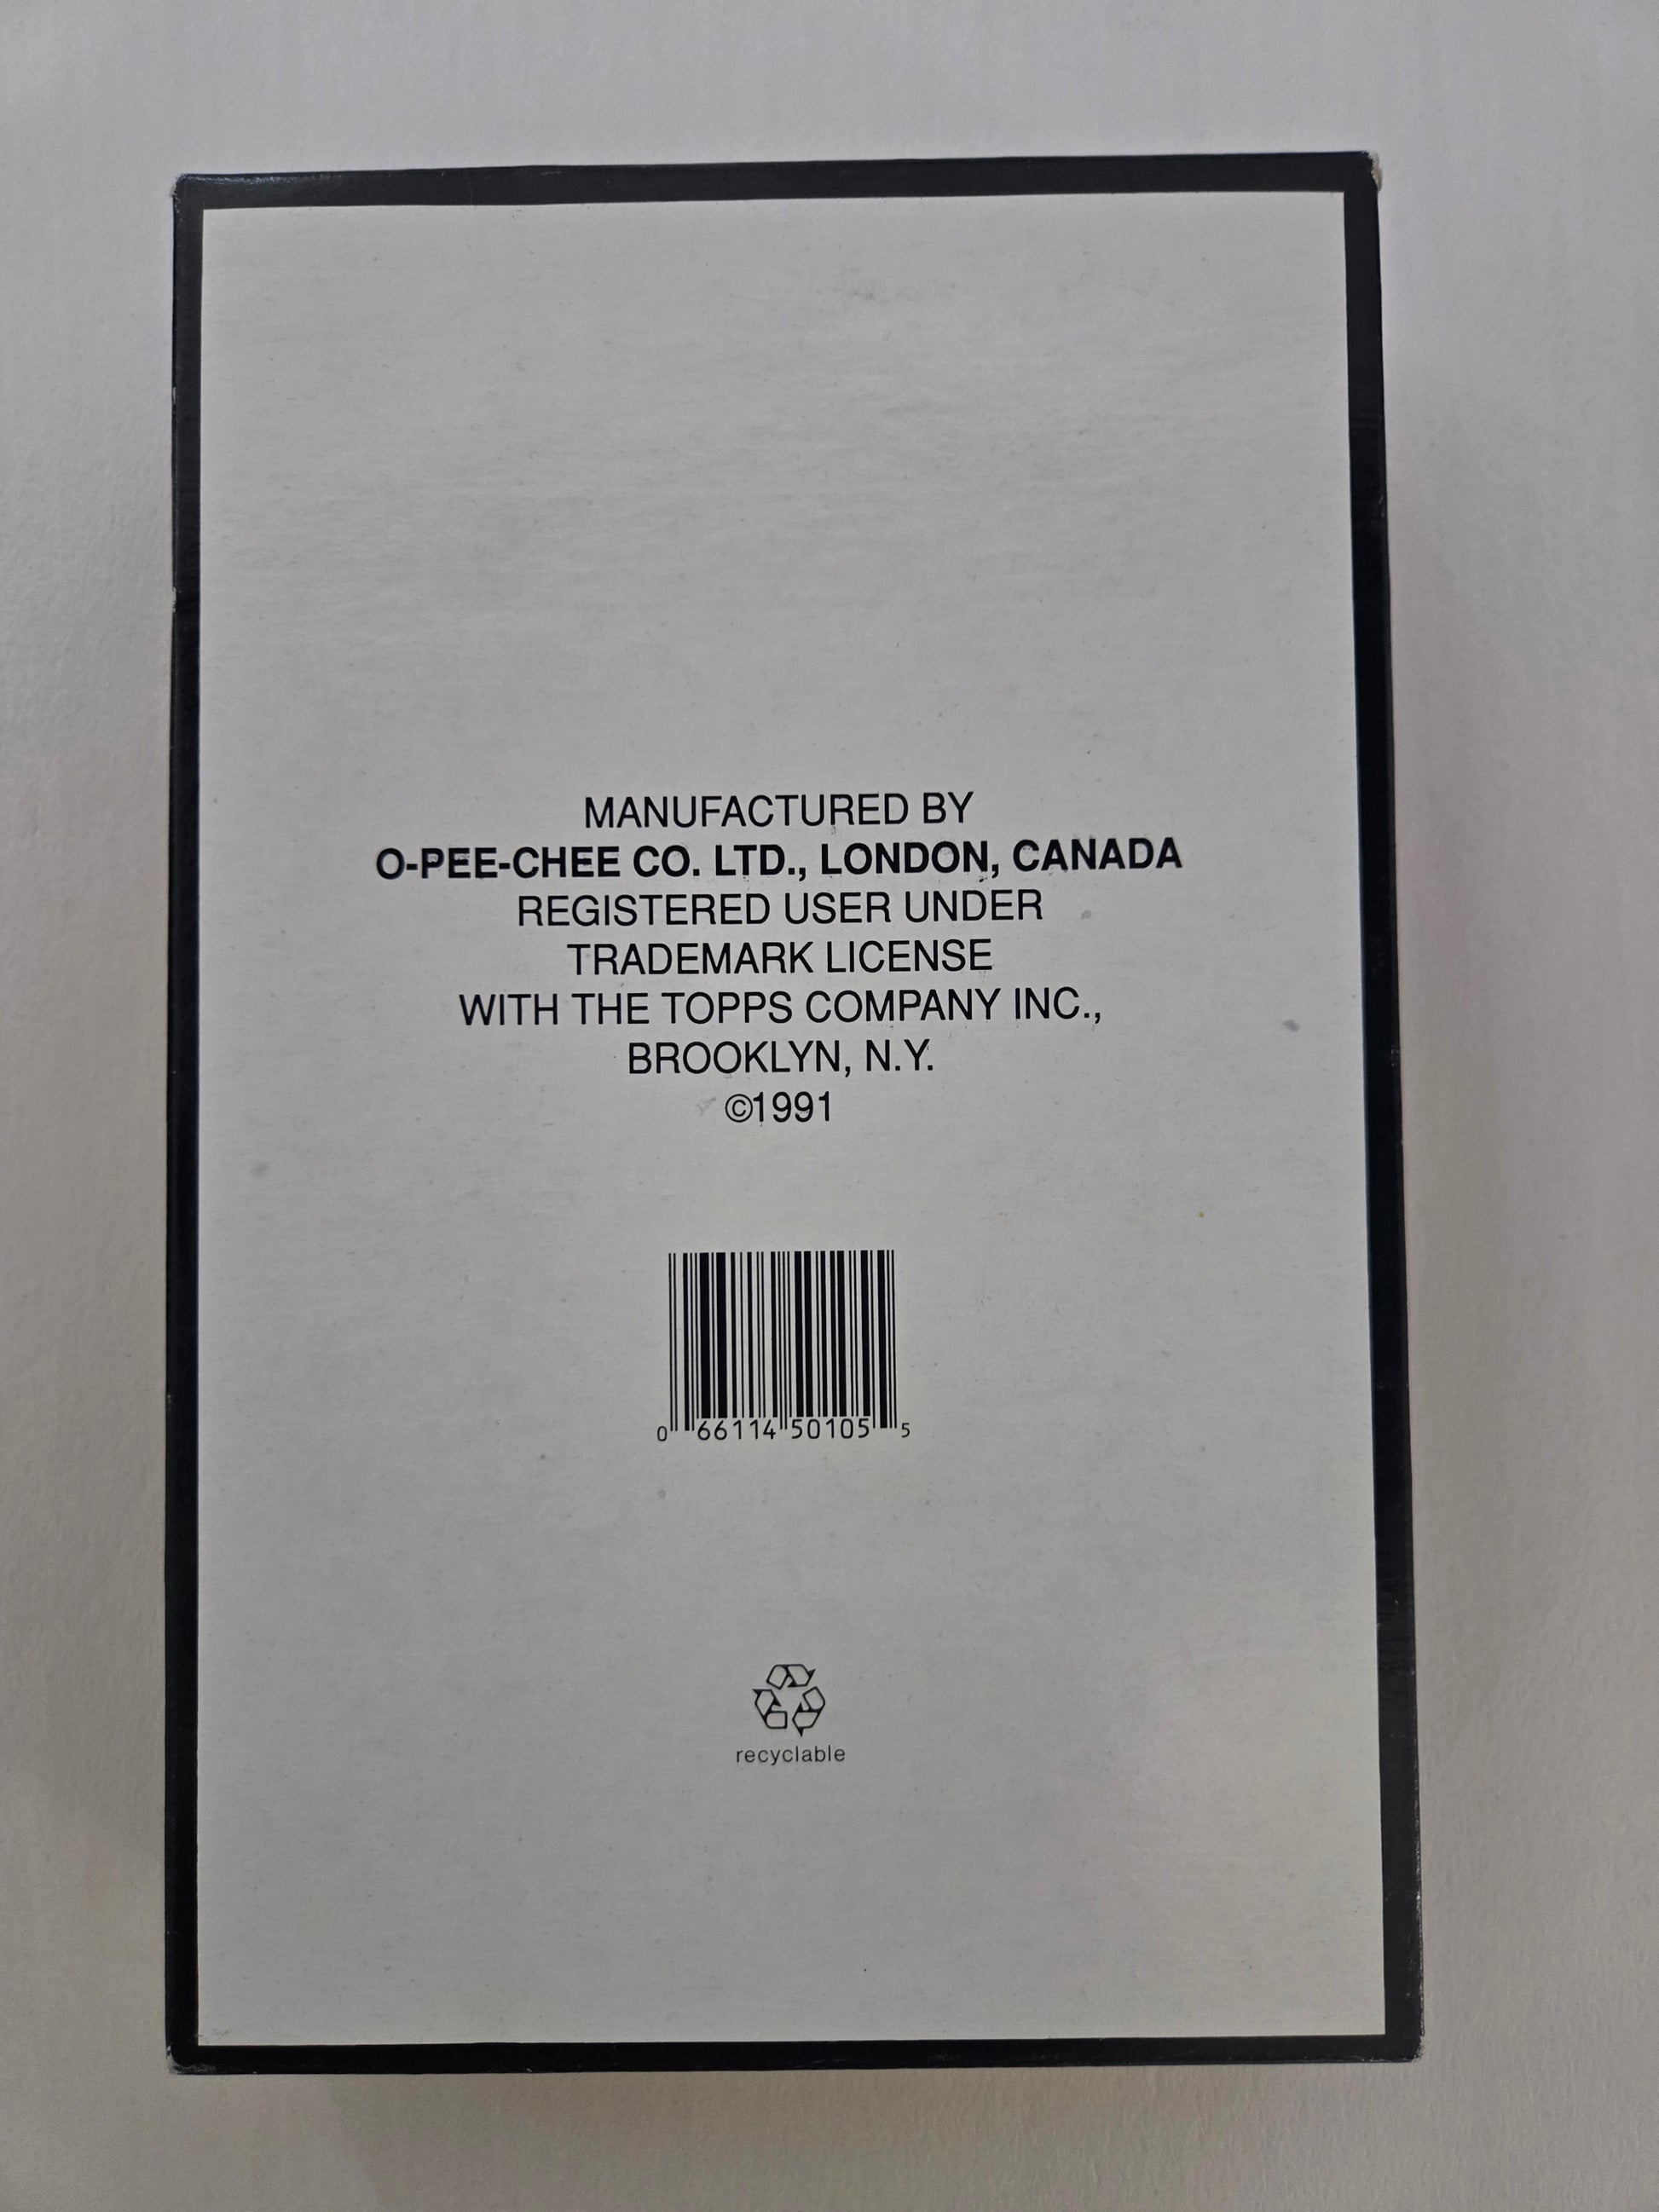 MANUFACTURED BY
O-PEE-CHEE CO. LTD., LONDON, CANADA
REGISTERED USER UNDER
TRADEMARK LICENSE
WITH THE TOPPS COMPANY INC.,
BROOKLYN, N.Y.
©1991
0 66114 50105 5
recyclable